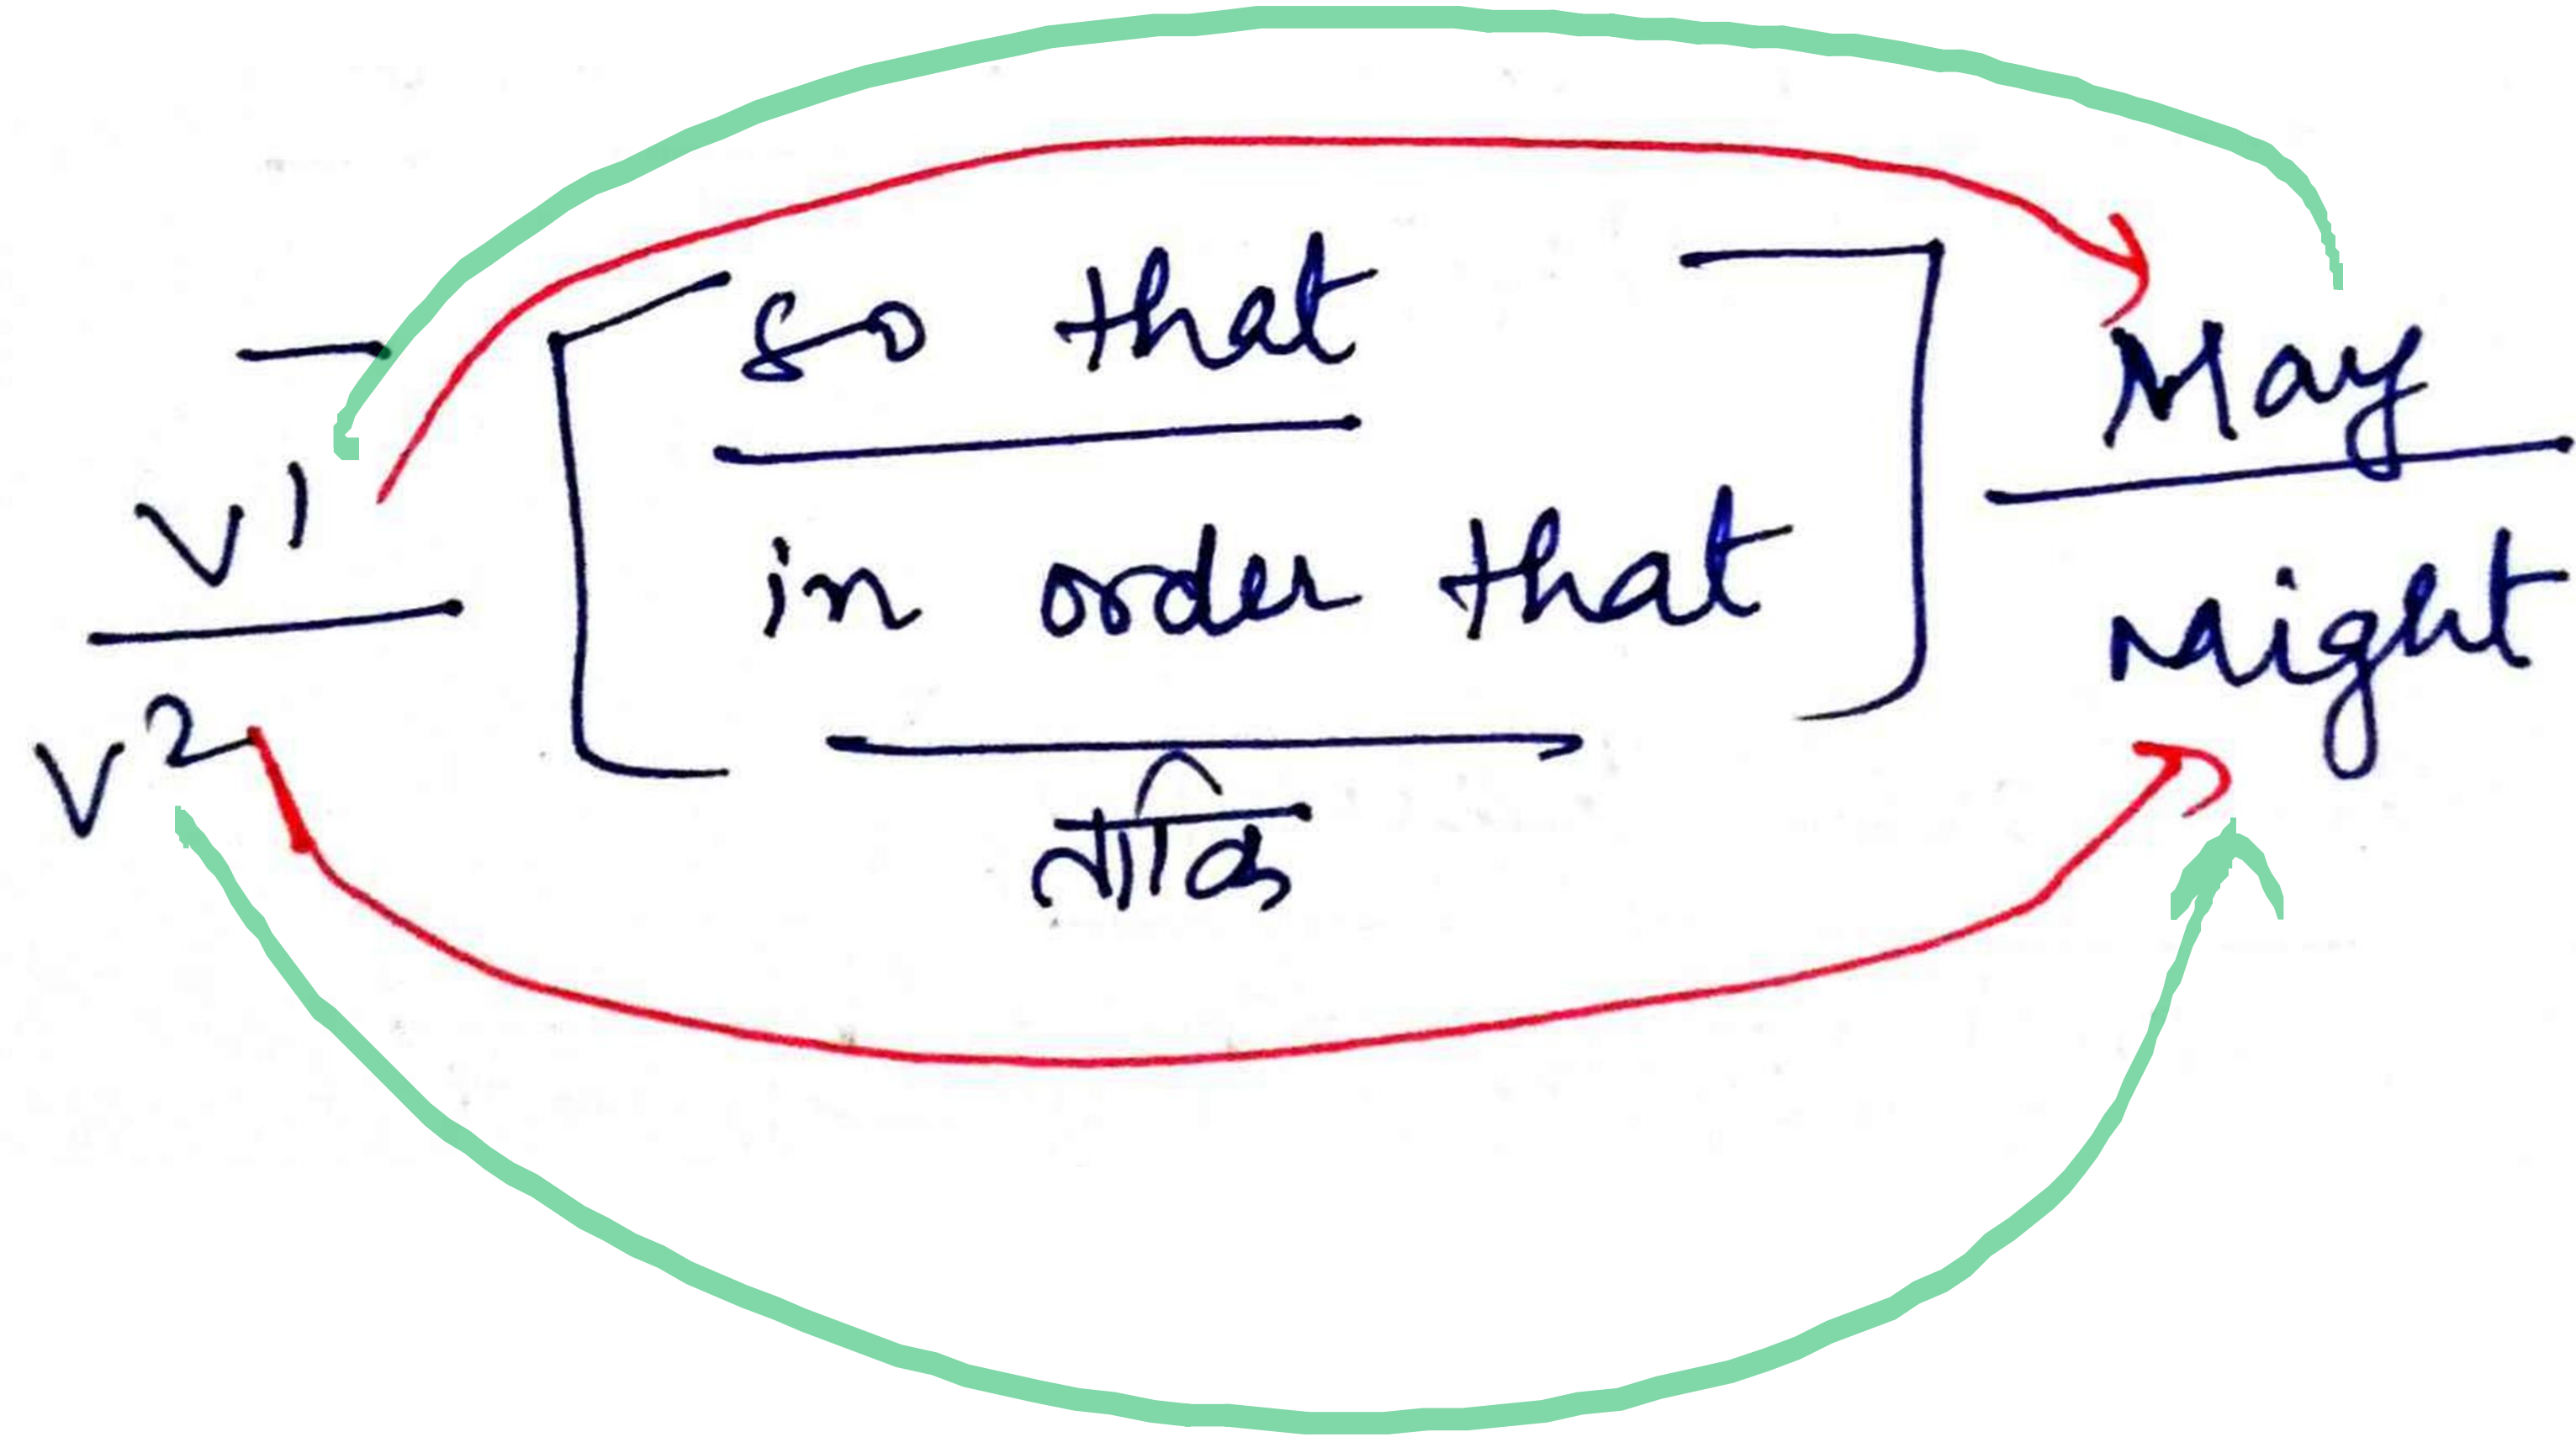 so that
May
V¹
in order that
Might
V²
ताकि